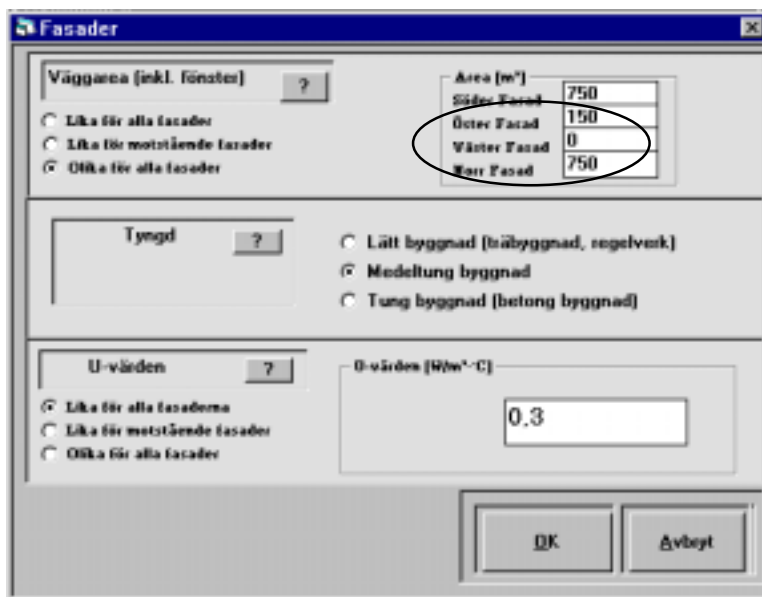 Fasader
Väggarea (inkl. fönster)
?
Lika för alla fasader
Lika för motstående fasader
Olika för alla fasader
Area (m²)
Söder Fasad 750
Öster Fasad 150
Väster Fasad 0
Norr Fasad 750
Tyngd
?
Lätt byggnad (träbyggnad, regelverk)
Medeltung byggnad
Tung byggnad (betong byggnad)
U-värden
?
Lika för alla fasaderna
Lika för motstående fasader
Olika för alla fasader
U-värden (W/m²·°C)
0,3
OK
Avbryt